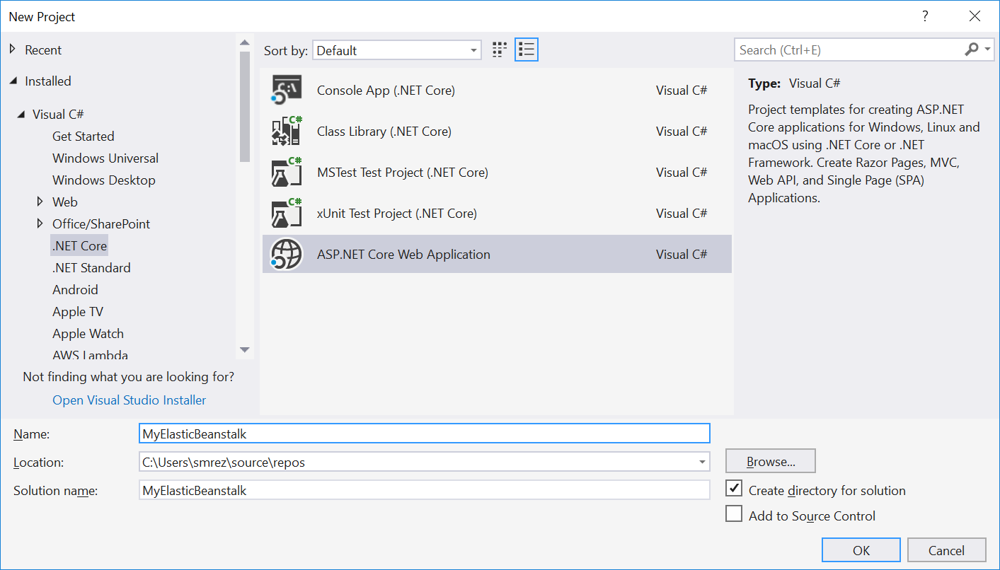 New Project
?
Recent
Installed
Visual C#
Get Started
Windows Universal
Windows Desktop
Web
Office/SharePoint
.NET Core
.NET Standard
Android
Apple TV
Apple Watch
AWS Lambda
Not finding what you are looking for?
Open Visual Studio Installer
Sort by: Default
C:\ Console App (.NET Core) Visual C#
C# Class Library (.NET Core) Visual C#
C# MSTest Test Project (.NET Core) Visual C#
C# xUnit Test Project (.NET Core) Visual C#
ASP.NET Core Web Application Visual C#
Search (Ctrl+E)
Type: Visual C#
Project templates for creating ASP.NET
Core applications for Windows, Linux and
macOS using .NET Core or .NET
Framework. Create Razor Pages, MVC,
Web API, and Single Page (SPA)
Applications.
Name: MyElasticBeanstalk
Location: C:\Users\smrez\source\repos
Browse...
Solution name: MyElasticBeanstalk
Create directory for solution
Add to Source Control
OK Cancel